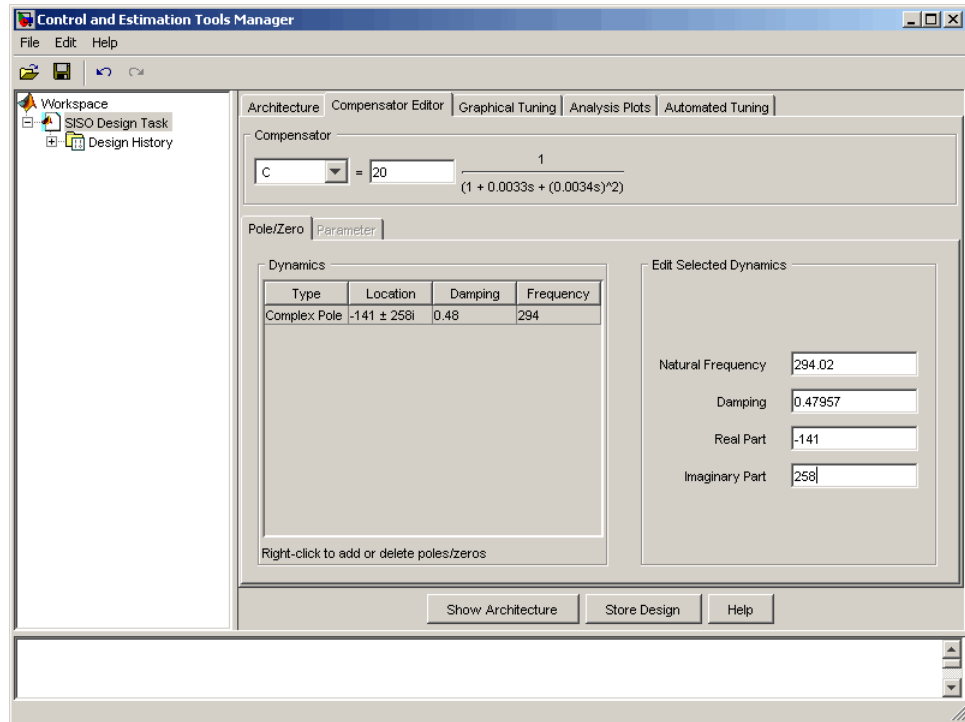 Control and Estimation Tools Manager
File Edit Help
Workspace
SISO Design Task
Design History
Architecture Compensator Editor Graphical Tuning Analysis Plots Automated Tuning
Compensator
C = 20
1
(1 + 0.0033s + (0.0034s)^2)
Pole/Zero Parameter
Dynamics
Type Location Damping Frequency
Complex Pole -141 ± 258i 0.48 294
Right-click to add or delete poles/zeros
Edit Selected Dynamics
Natural Frequency 294.02
Damping 0.47957
Real Part -141
Imaginary Part 258
Show Architecture Store Design Help